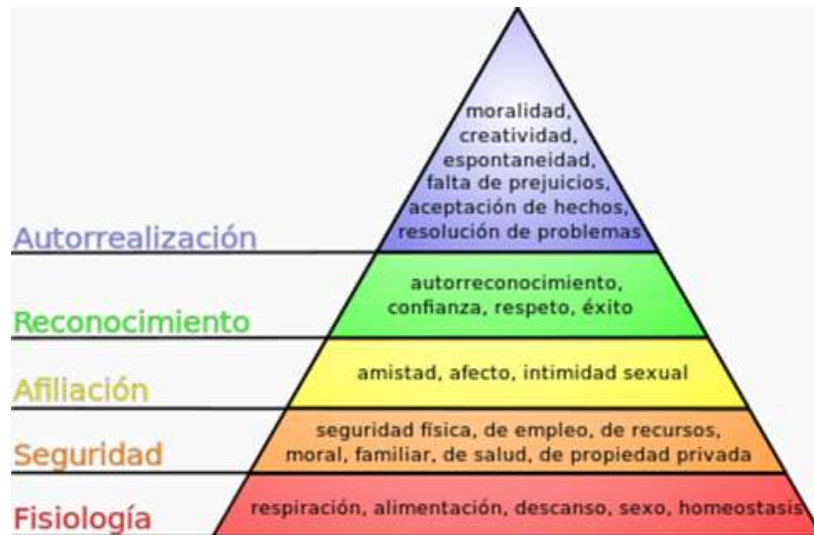 moralidad,
creatividad,
espontaneidad,
falta de prejuicios,
aceptación de hechos,
resolución de problemas
Autorrealización
autorreconocimiento,
confianza, respeto, éxito
Reconocimiento
amistad, afecto, intimidad sexual
Afiliación
seguridad física, de empleo, de recursos,
moral, familiar, de salud, de propiedad privada
Seguridad
respiración, alimentación, descanso, sexo, homeostasis
Fisiología